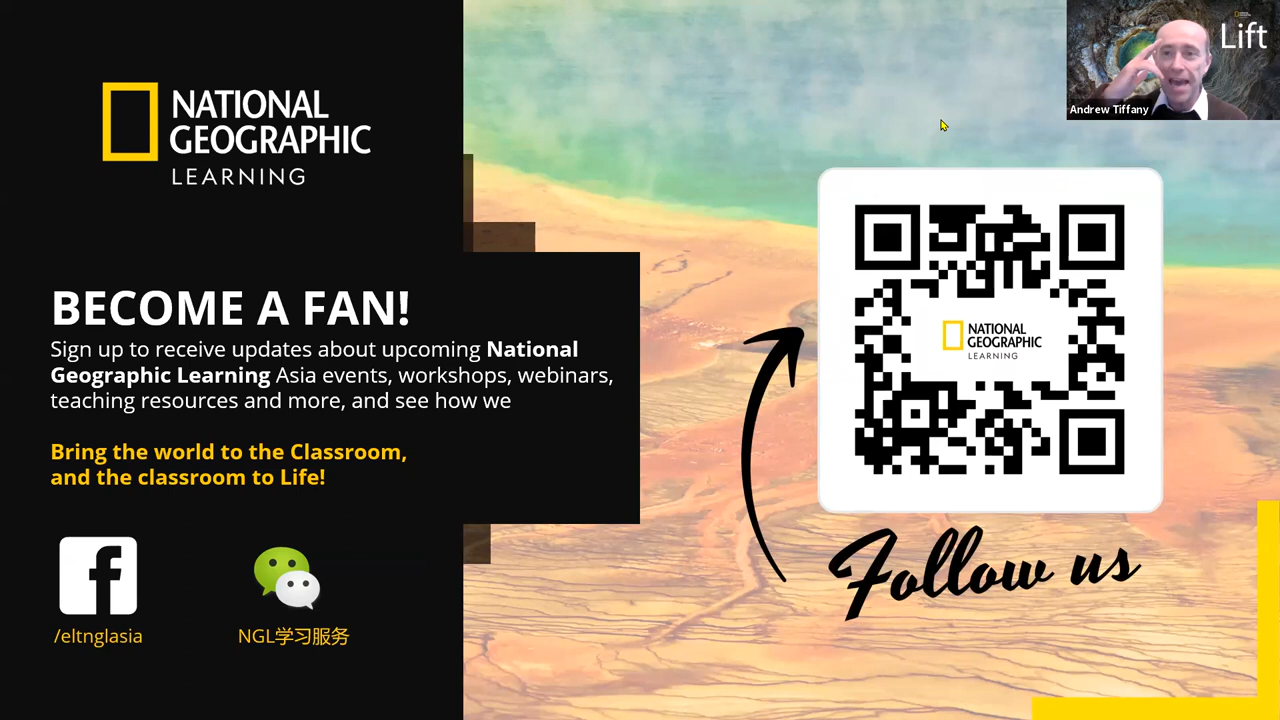 NATIONAL
GEOGRAPHIC
LEARNING
BECOME A FAN!
Sign up to receive updates about upcoming National
Geographic Learning Asia events, workshops, webinars,
teaching resources and more, and see how we
Bring the world to the Classroom,
and the classroom to Life!
/eltnglasia
NGL学习服务
Lift
Andrew Tiffany
NATIONAL
GEOGRAPHIC
LEARNING
Follow us